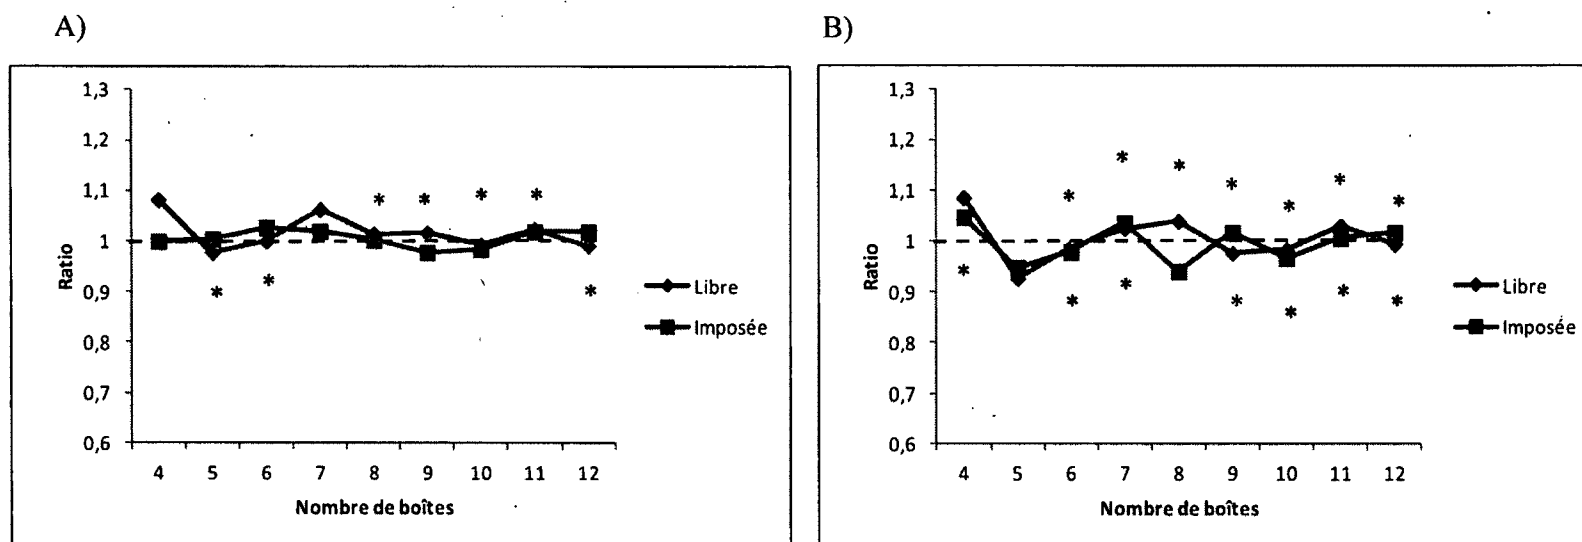 A)
1,3
1,2
1,1
1
0,9
0,8
0,7
0,6
Ratio
* * * *
* * *
4 5 6 7 8 9 10 11 12
Nombre de boîtes
Libre
Imposée
B)
1,3
1,2
1,1
1
0,9
0,8
0,7
0,6
Ratio
* * * * * * *
* * * * * * *
4 5 6 7 8 9 10 11 12
Nombre de boîtes
Libre
Imposée